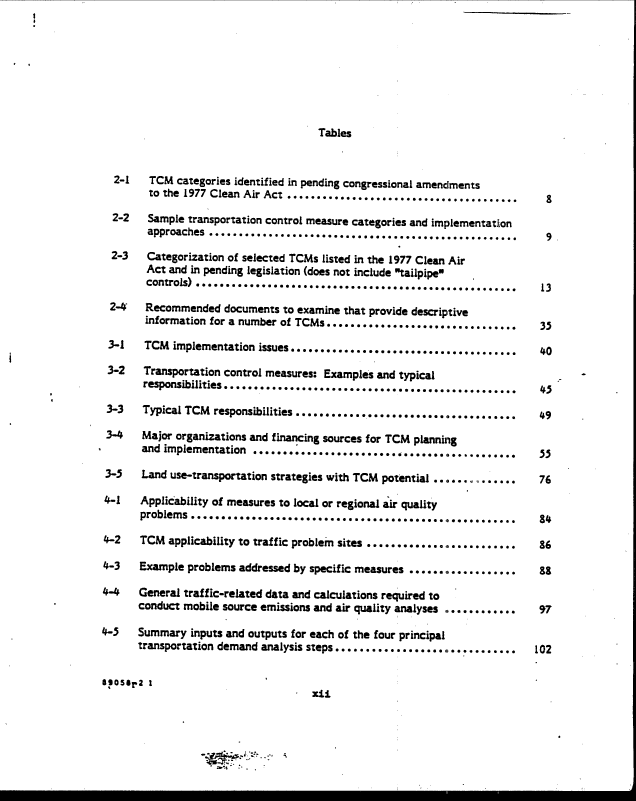 Tables
2-1 TCM categories identified in pending congressional amendments
to the 1977 Clean Air Act ...................................... 8
2-2 Sample transportation control measure categories and implementation
approaches .................................................. 9
2-3 Categorization of selected TCMs listed in the 1977 Clean Air
Act and in pending legislation (does not include "tailpipe"
controls) .................................................... 13
2-4 Recommended documents to examine that provide descriptive
information for a number of TCMs............................... 35
3-1 TCM implementation issues..................................... 40
3-2 Transportation control measures: Examples and typical
responsibilities................................................ 45
3-3 Typical TCM responsibilities .................................... 49
3-4 Major organizations and financing sources for TCM planning
and implementation ........................................... 55
3-5 Land use-transportation strategies with TCM potential .............. 76
4-1 Applicability of measures to local or regional air quality
problems ..................................................... 84
4-2 TCM applicability to traffic problem sites ......................... 86
4-3 Example problems addressed by specific measures .................. 88
4-4 General traffic-related data and calculations required to
conduct mobile source emissions and air quality analyses ............ 97
4-5 Summary inputs and outputs for each of the four principal
transportation demand analysis steps.............................. 102
89058r2 1
xii